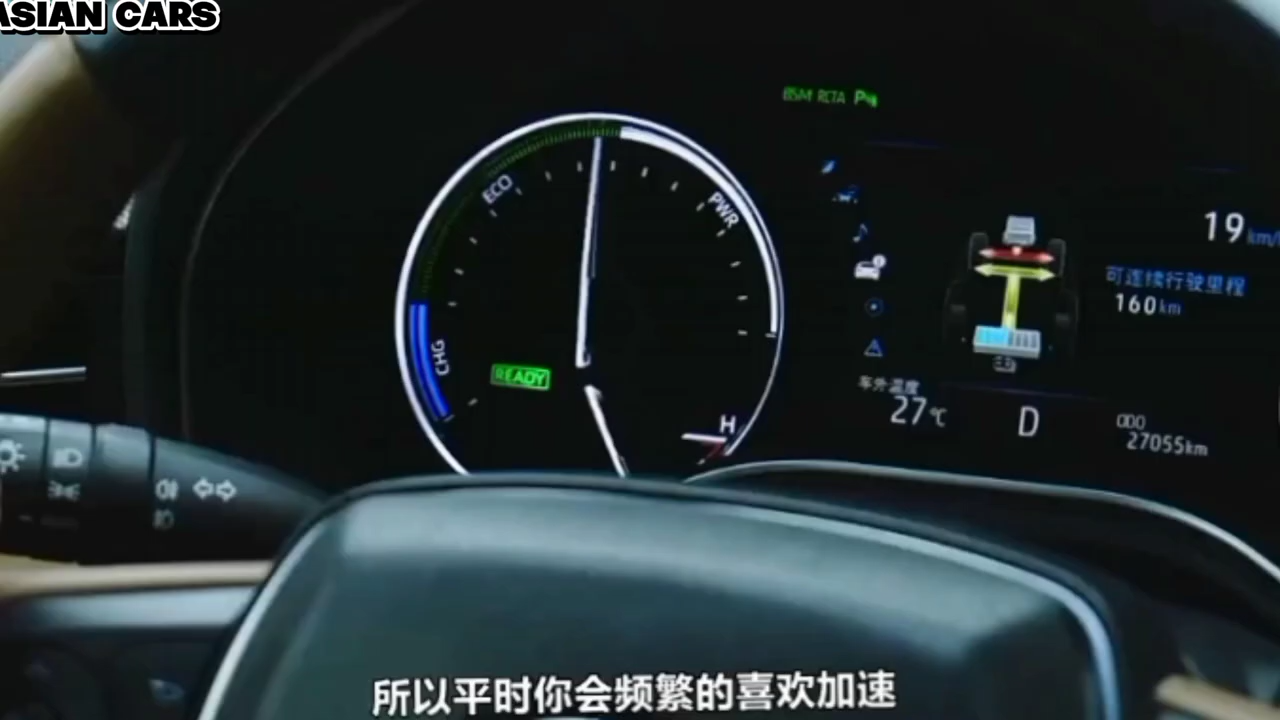 ASIAN CARS
BSM RCTA
ECO
PWR
19 km/h
可连续行驶里程
160 km
CHG
READY
车外温度
27℃
D
ODO
27055km
H
所以平时你会频繁的喜欢加速